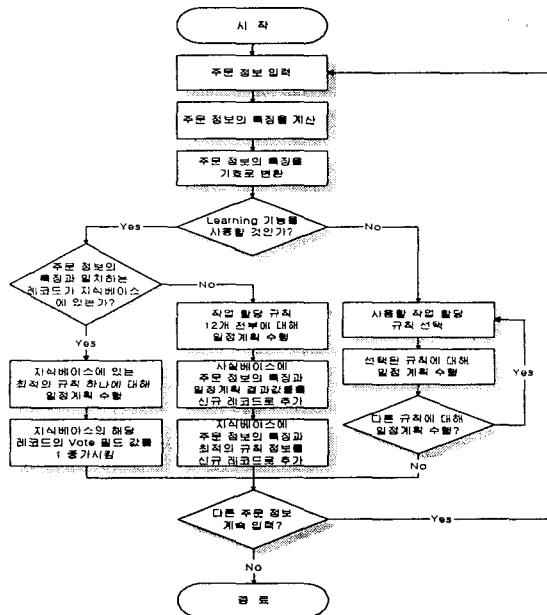 시 작
주문 정보 입력
주문 정보의 특징을 계산
주문 정보의 특징을
기호로 변환
Learning 기능을
사용할 것인가?
Yes
No
주문 정보의
특징과 일치하는
레코드가 지식베이스
에 있는가?
No
Yes
작업 할당 규칙
12개 전부에 대해
일정계획 수행
사용할 작업 할당
규칙 선택
지식베이스에 있는
최적의 규칙 하나에 대해
일정계획 수행
사실베이스에
주문 정보의 특징과
일정계획 결과값들을
신규 레코드로 추가
선택된 규칙에 대해
일정 계획 수행
Yes
지식베이스의 해당
레코드의 Vote 필드 값를
1 증가시킴
지식베이스에
주문 정보의 특징과
최적의 규칙 정보를
신규 레코드로 추가
다른 규칙에 대해
일정계획 수행?
No
다른 주문 정보
계속 입력?
Yes
No
종 료